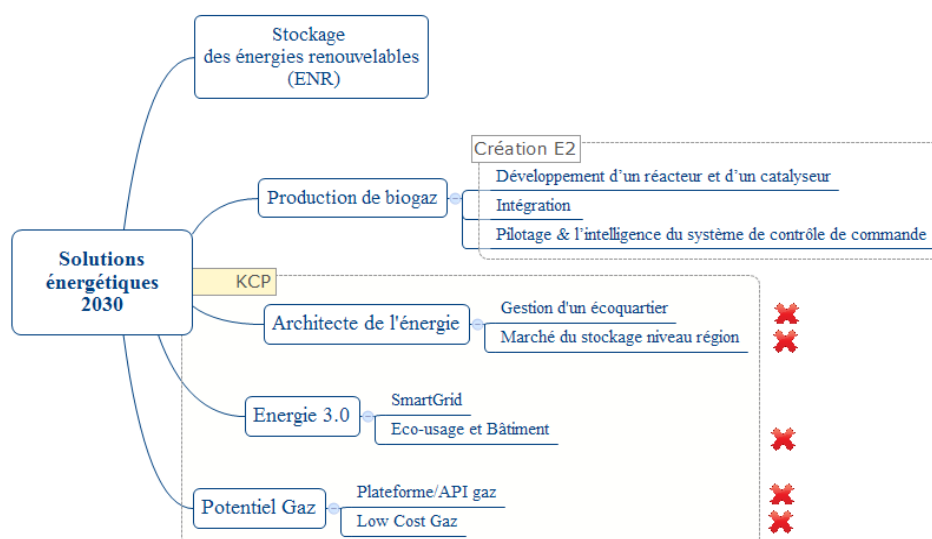 Stockage
des énergies renouvelables
(ENR)
Création E2
Développement d’un réacteur et d’un catalyseur
Production de biogaz
Intégration
Pilotage & l’intelligence du système de contrôle de commande
Solutions
énergétiques
2030
KCP
Gestion d'un écoquartier
Architecte de l'énergie
Marché du stockage niveau région
SmartGrid
Energie 3.0
Eco-usage et Bâtiment
Plateforme/API gaz
Potentiel Gaz
Low Cost Gaz